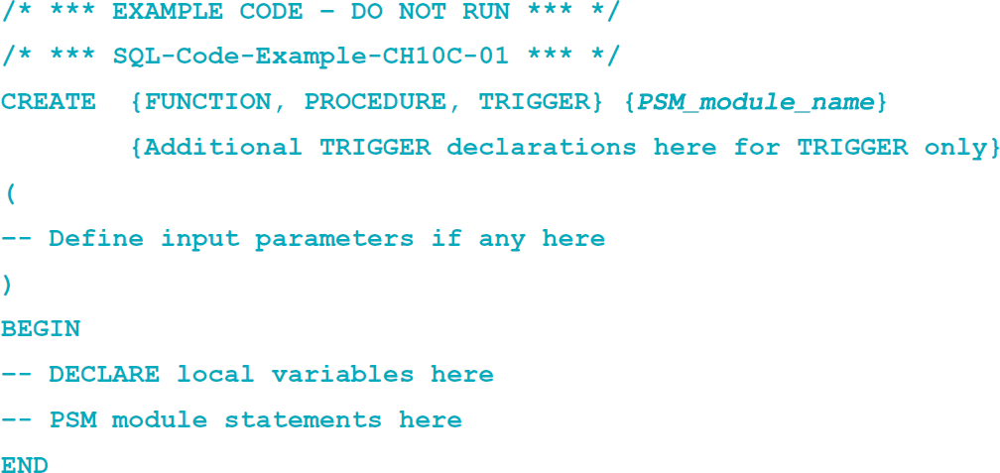 /* *** EXAMPLE CODE – DO NOT RUN *** */
/* *** SQL-Code-Example-CH10C-01 *** */
CREATE {FUNCTION, PROCEDURE, TRIGGER} {PSM_module_name}
{Additional TRIGGER declarations here for TRIGGER only}
(
-- Define input parameters if any here
)
BEGIN
-- DECLARE local variables here
-- PSM module statements here
END